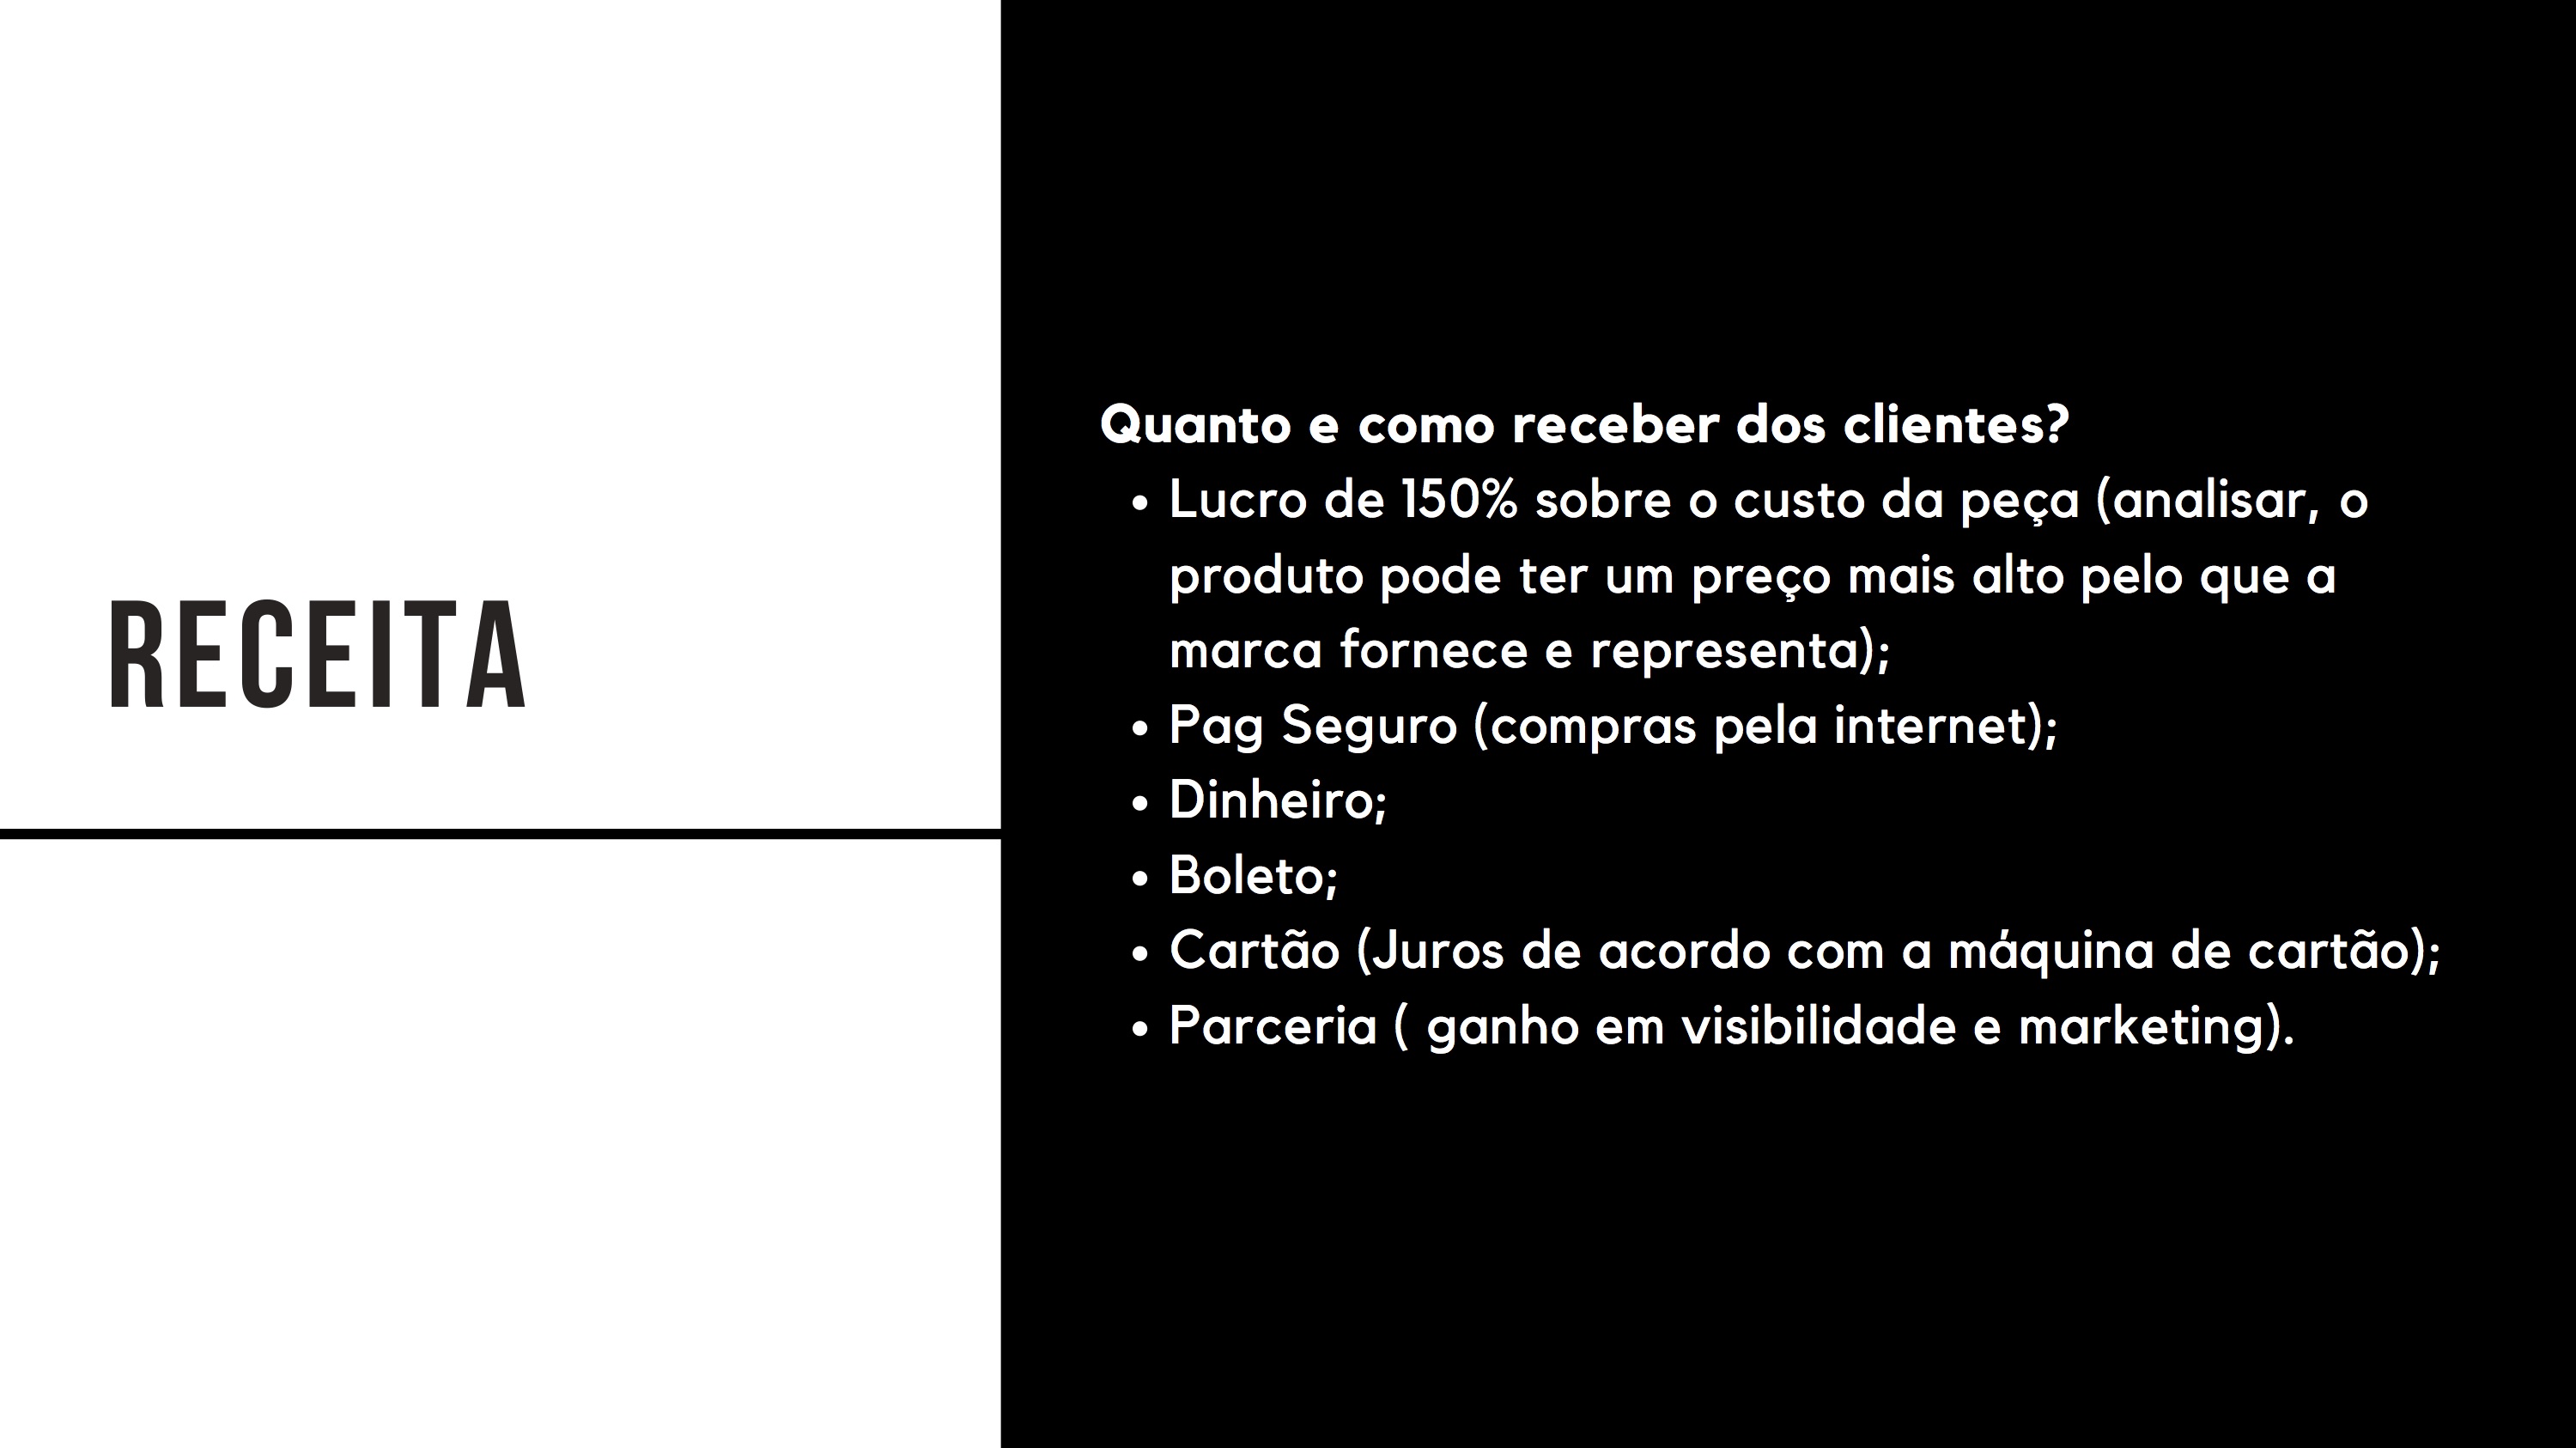 RECEITA
Quanto e como receber dos clientes?
• Lucro de 150% sobre o custo da peça (analisar, o
produto pode ter um preço mais alto pelo que a
marca fornece e representa);
• Pag Seguro (compras pela internet);
• Dinheiro;
• Boleto;
• Cartão (Juros de acordo com a máquina de cartão);
• Parceria ( ganho em visibilidade e marketing).